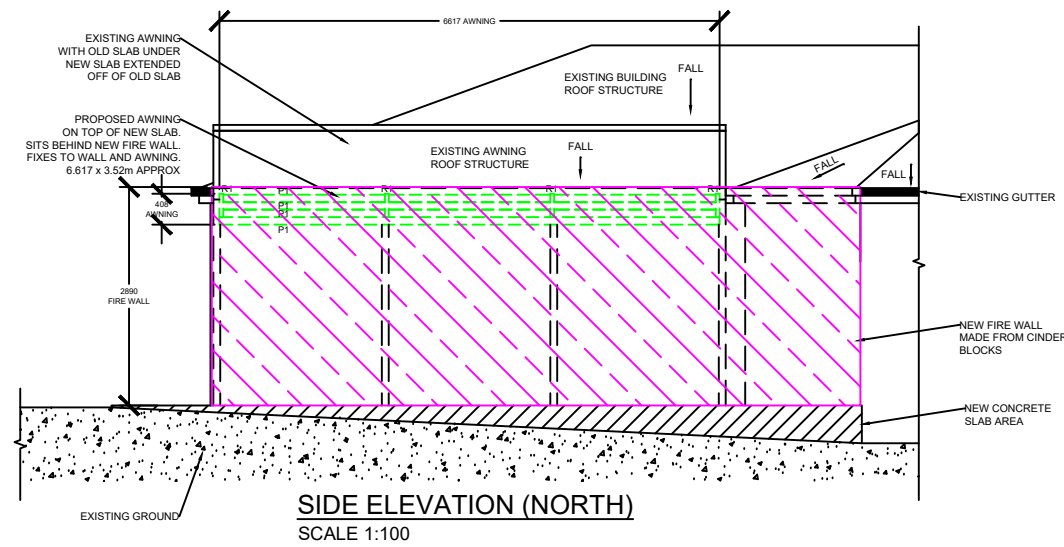 6617 AWNING
EXISTING AWNING
WITH OLD SLAB UNDER
NEW SLAB EXTENDED
OFF OF OLD SLAB
EXISTING BUILDING
ROOF STRUCTURE
FALL
PROPOSED AWNING
ON TOP OF NEW SLAB.
SITS BEHIND NEW FIRE WALL.
FIXES TO WALL AND AWNING.
6.617 x 3.52m APPROX
EXISTING AWNING
ROOF STRUCTURE
FALL
FALL
FALL
R1
P1
R1
R1
R1
P1
P1
P1
408
AWNING
EXISTING GUTTER
2890
FIRE WALL
NEW FIRE WALL
MADE FROM CINDER
BLOCKS
NEW CONCRETE
SLAB AREA
EXISTING GROUND
SIDE ELEVATION (NORTH)
SCALE 1:100